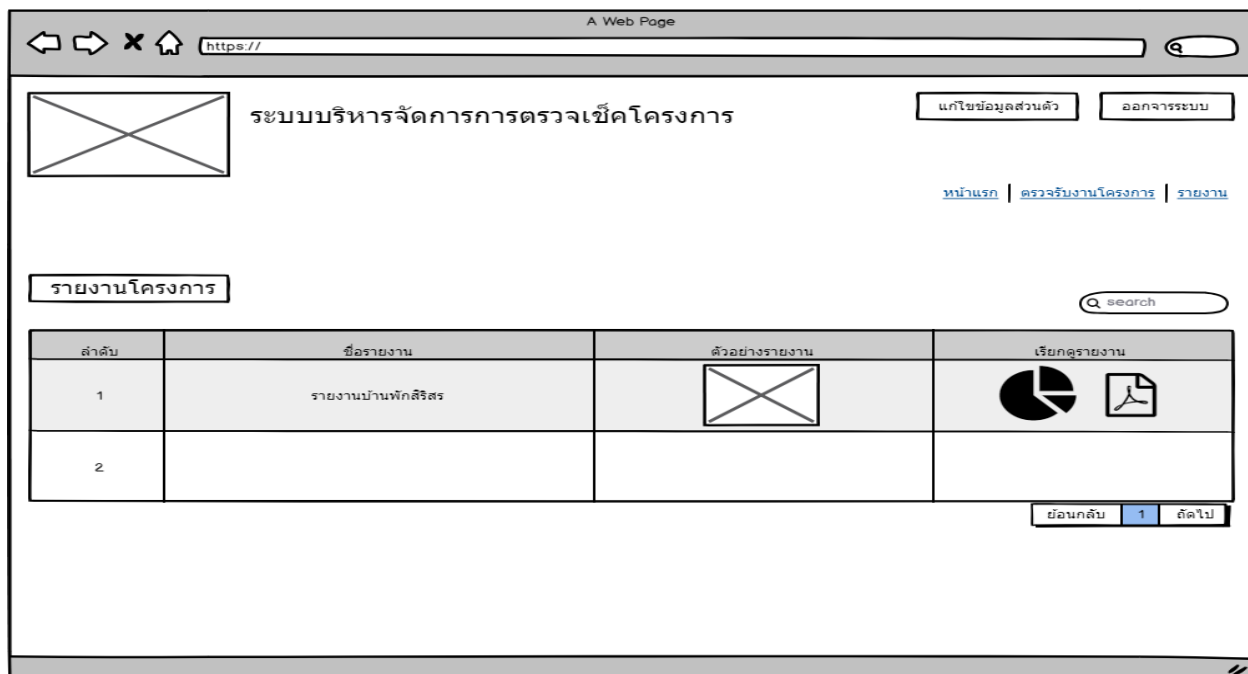 A Web Page
https://
ระบบบริหารจัดการการตรวจเช็คโครงการ
แก้ไขข้อมูลส่วนตัว
ออกจารระบบ
หน้าแรก | ตรวจรับงานโครงการ | รายงาน
รายงานโครงการ
search
ลำดับ ชื่อรายงาน ตัวอย่างรายงาน เรียกดูรายงาน
1 รายงานบ้านพักสิริสร
2
ย้อนกลับ 1 ถัดไป